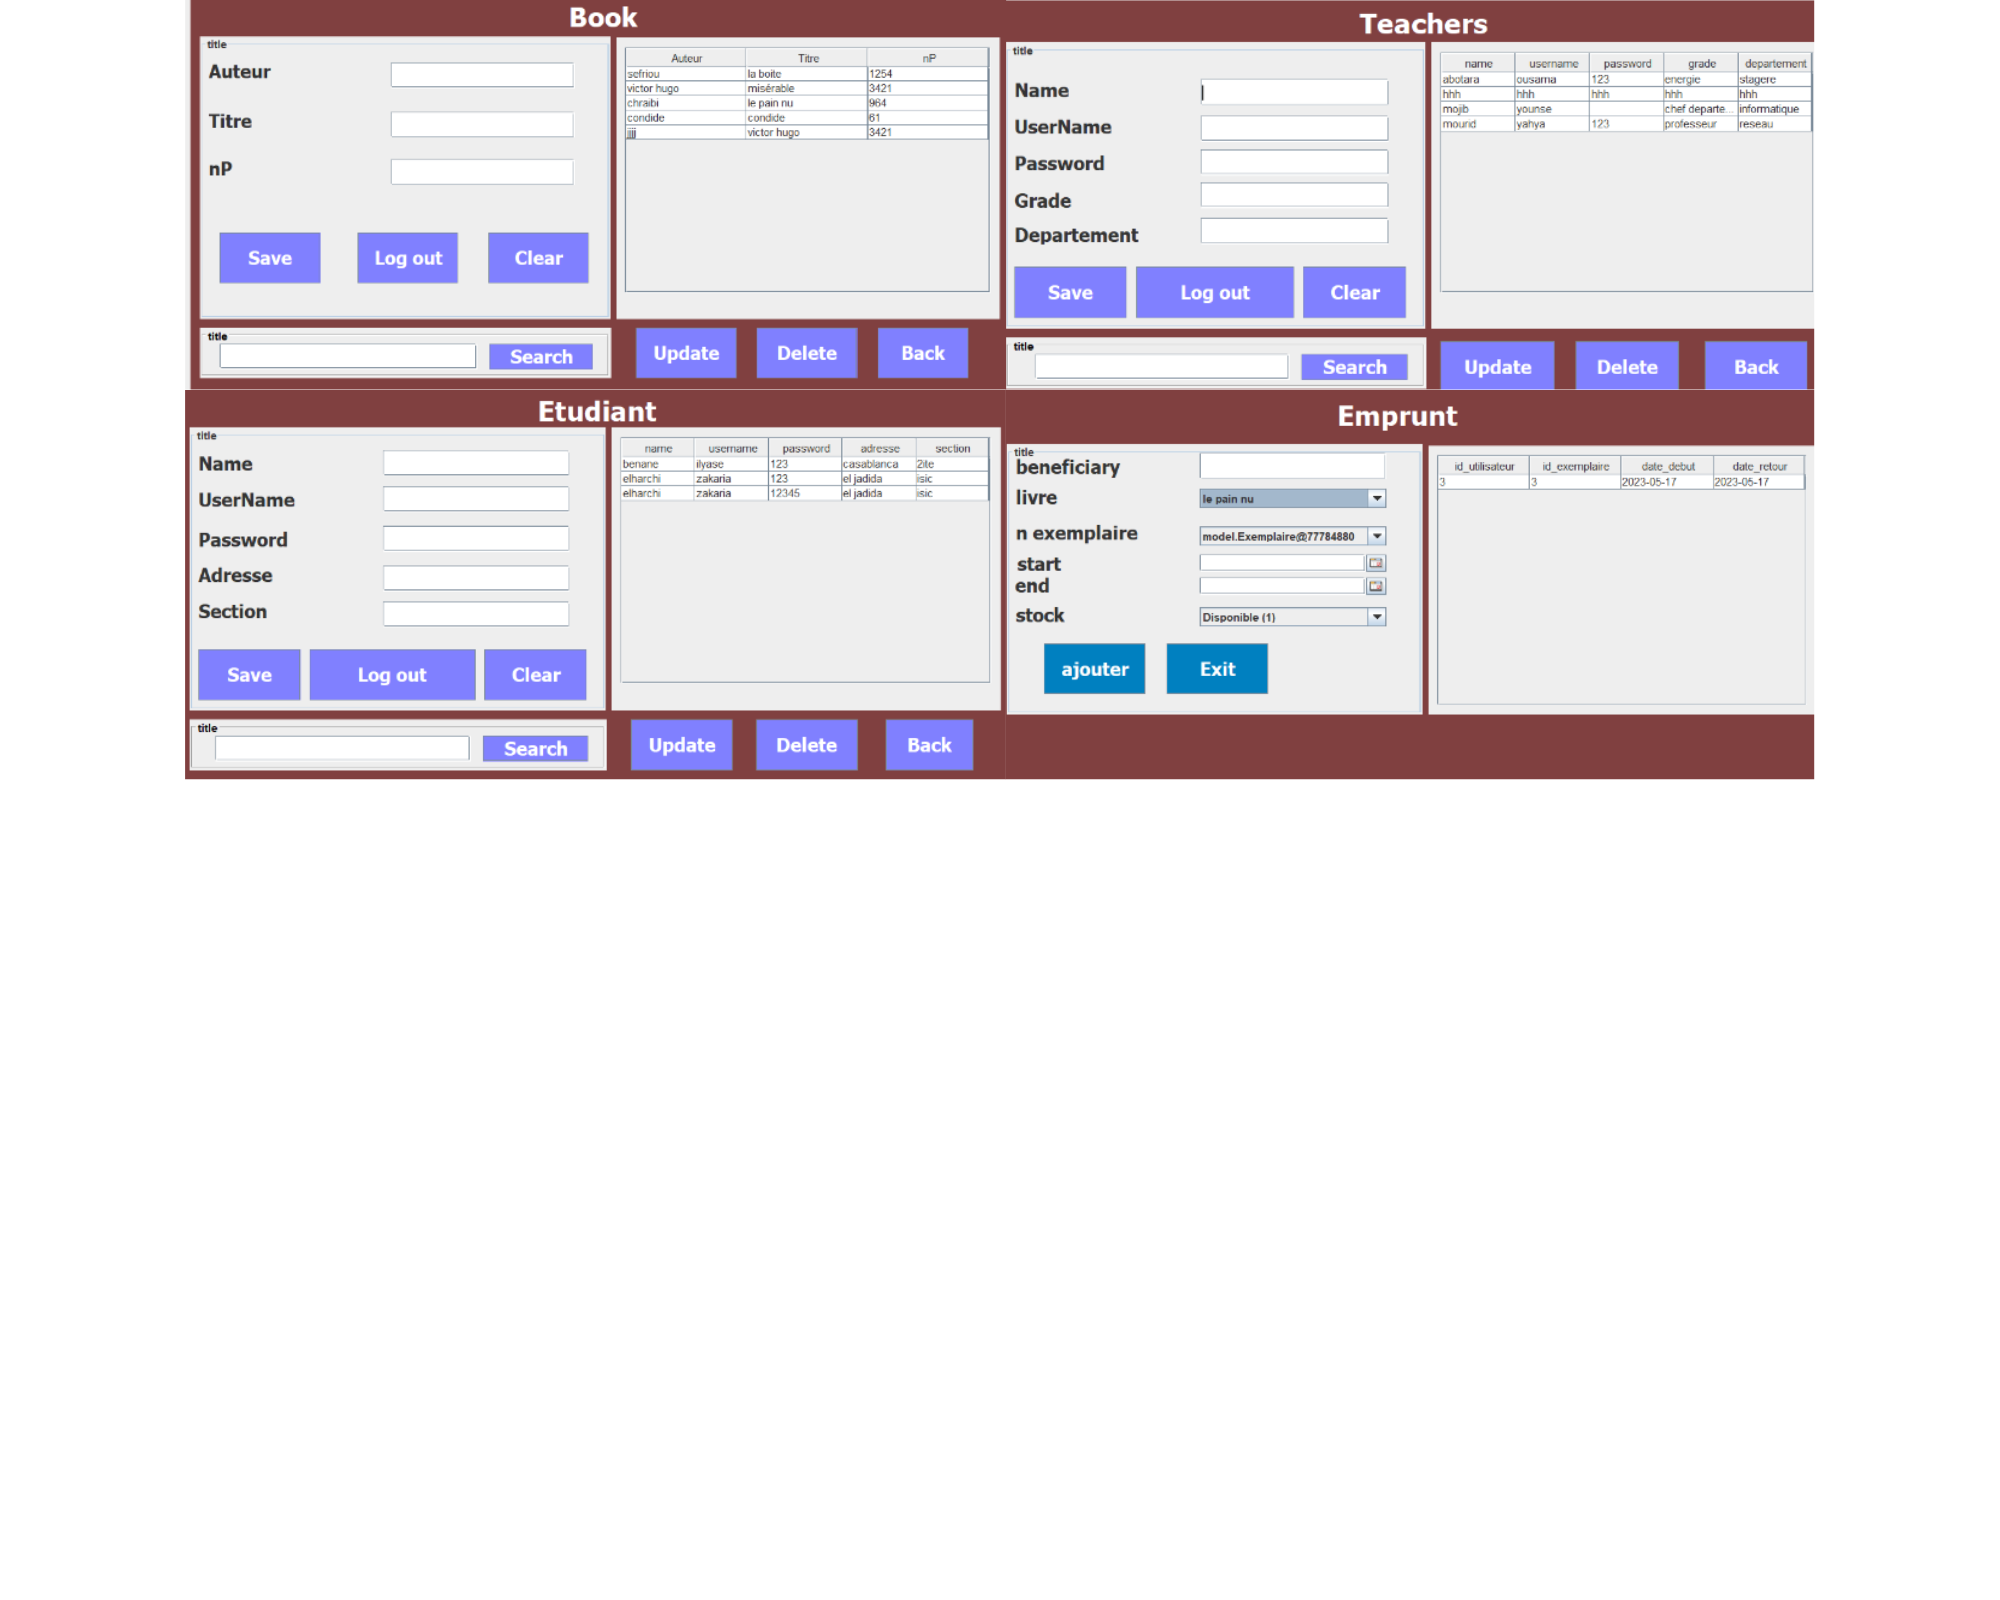 Book
title
Auteur
Titre
nP
Save Log out Clear
title
Search
Auteur Titre nP
sefriou la boite 1254
victor hugo misérable 3421
chraibi le pain nu 964
condide condide 61
jjjj victor hugo 3421
Update Delete Back
Teachers
title
Name
UserName
Password
Grade
Departement
Save Log out Clear
title
Search
name username password grade departement
abotara ousama 123 energie stagere
hhh hhh hhh hhh hhh
mojib younse chef departe... informatique
mourid yahya 123 professeur reseau
Update Delete Back
Etudiant
title
Name
UserName
Password
Adresse
Section
Save Log out Clear
title
Search
name username password adresse section
benane ilyase 123 casablanca 2ite
elharchi zakaria 123 el jadida isic
elharchi zakaria 12345 el jadida isic
Update Delete Back
Emprunt
title
beneficiary
livre le pain nu
n exemplaire model.Exemplaire@77784880
start
end
stock Disponible (1)
ajouter Exit
id_utilisateur id_exemplaire date_debut date_retour
3 3 2023-05-17 2023-05-17